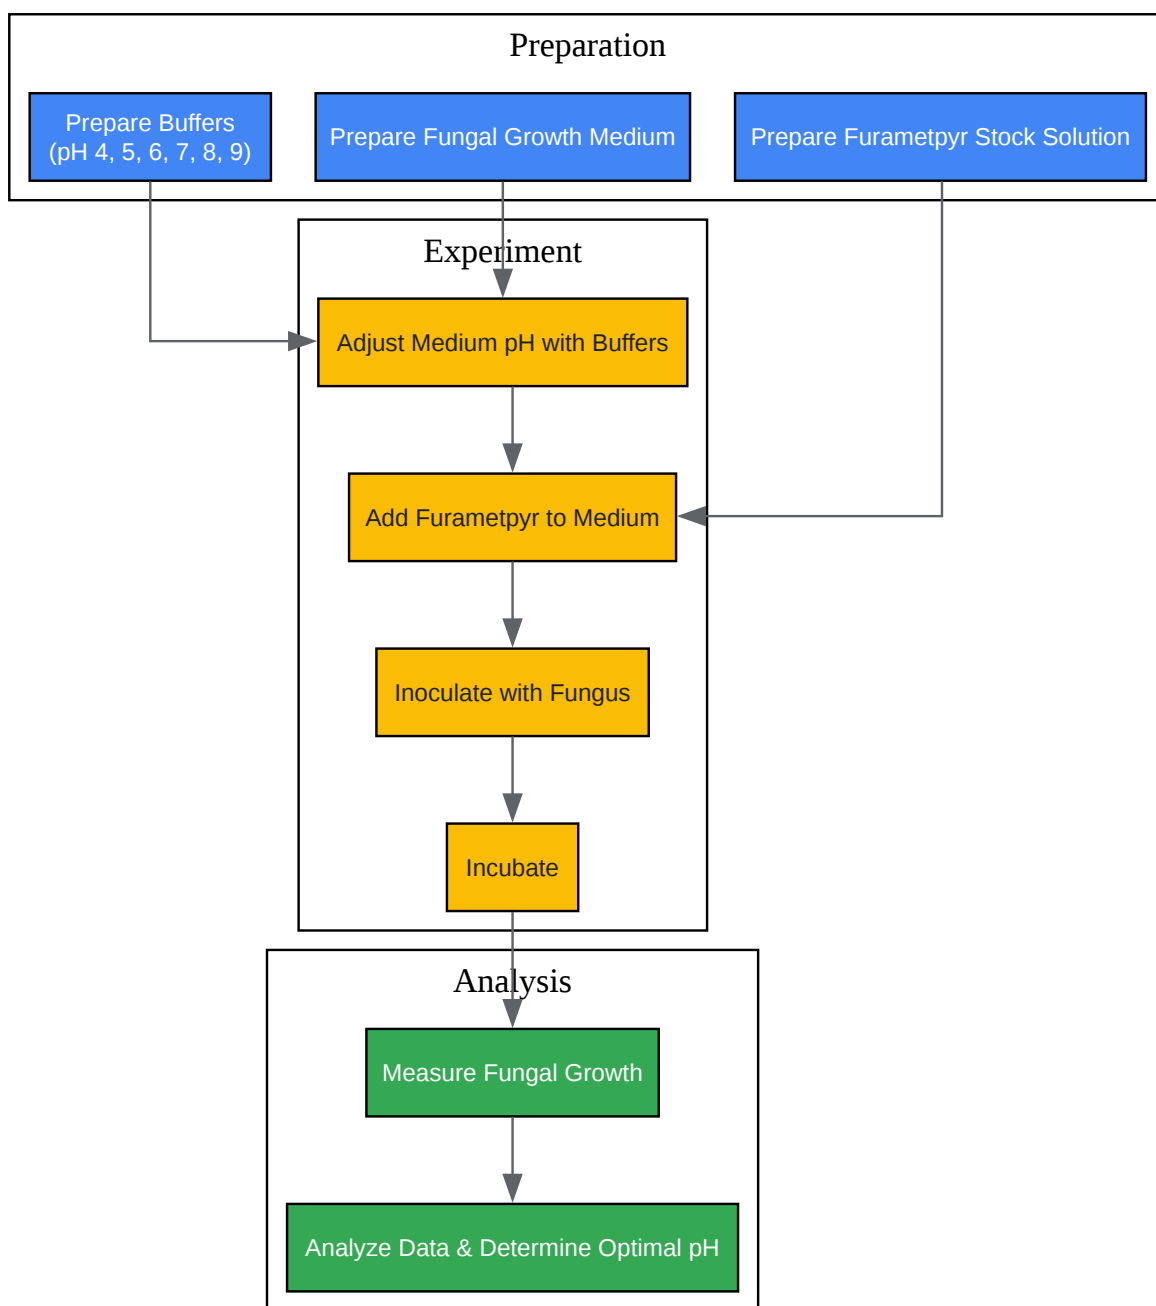 Preparation
Prepare Buffers
(pH 4, 5, 6, 7, 8, 9)
Prepare Fungal Growth Medium
Prepare Furametpyr Stock Solution
Experiment
Adjust Medium pH with Buffers
Add Furametpyr to Medium
Inoculate with Fungus
Incubate
Analysis
Measure Fungal Growth
Analyze Data & Determine Optimal pH